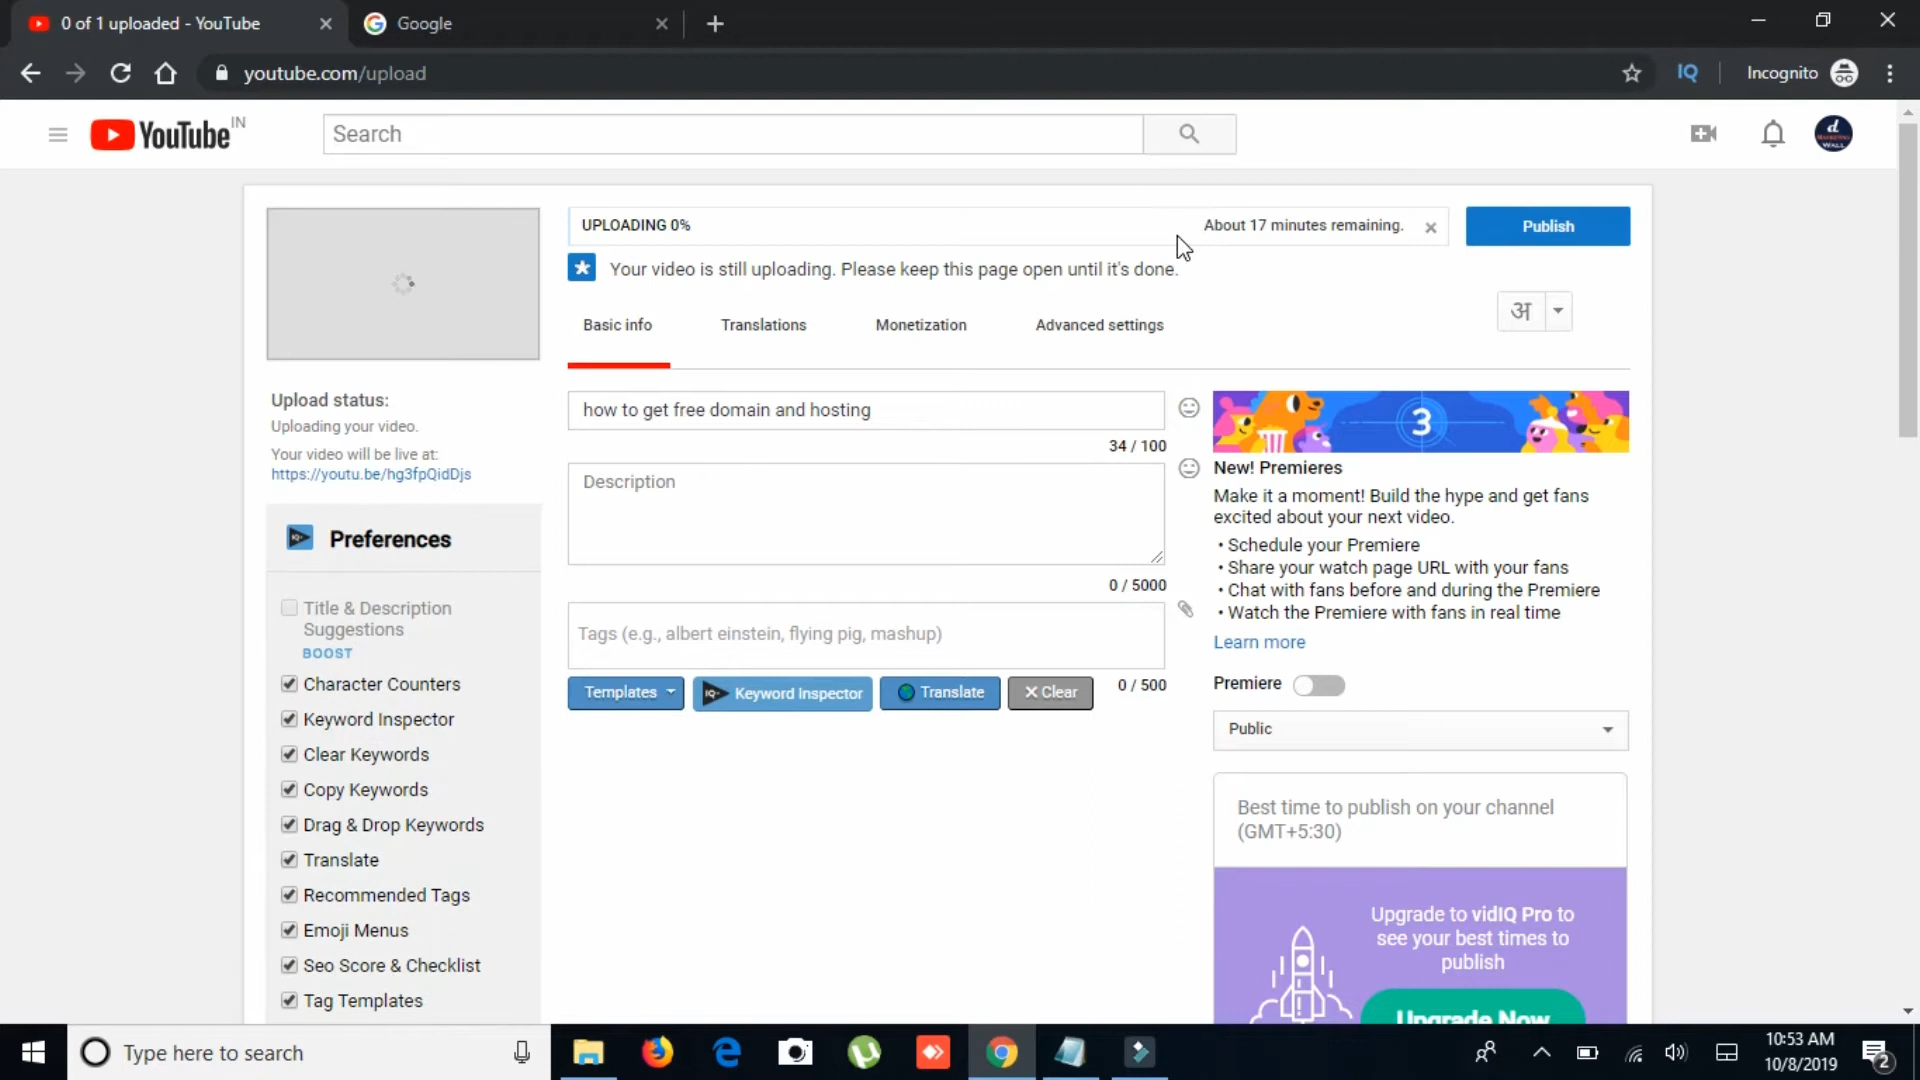 0 of 1 uploaded - YouTube
Google
youtube.com/upload
IQ
Incognito
YouTube IN
Search
d
MARKETING
WALL
UPLOADING 0%
About 17 minutes remaining.
Publish
Your video is still uploading. Please keep this page open until it's done.
Basic info
Translations
Monetization
Advanced settings
अ
Upload status:
Uploading your video.
Your video will be live at:
https://youtu.be/hg3fpQidDjs
how to get free domain and hosting
34 / 100
Description
0 / 5000
Tags (e.g., albert einstein, flying pig, mashup)
Templates
IQ
Keyword Inspector
Translate
Clear
0 / 500
Preferences
Title & Description
Suggestions
BOOST
Character Counters
Keyword Inspector
Clear Keywords
Copy Keywords
Drag & Drop Keywords
Translate
Recommended Tags
Emoji Menus
Seo Score & Checklist
Tag Templates
3
New! Premieres
Make it a moment! Build the hype and get fans
excited about your next video.
• Schedule your Premiere
• Share your watch page URL with your fans
• Chat with fans before and during the Premiere
• Watch the Premiere with fans in real time
Learn more
Premiere
Public
Best time to publish on your channel
(GMT+5:30)
Upgrade to vidIQ Pro to
see your best times to
publish
Upgrade Now
Type here to search
10:53 AM
10/8/2019
2